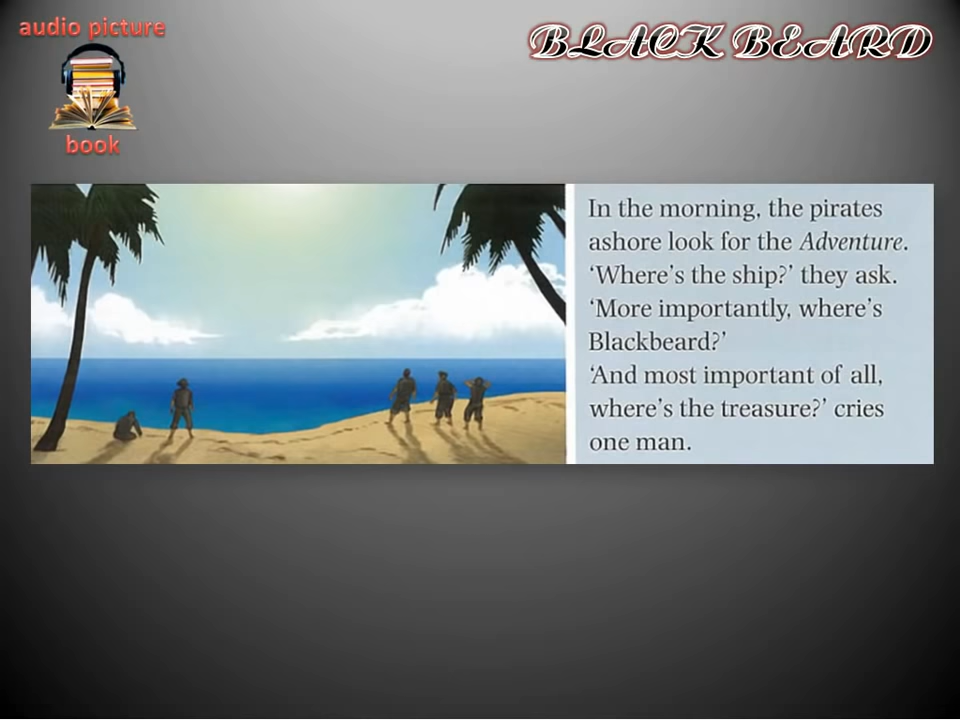 audio picture
book
BLACK BEARD
In the morning, the pirates
ashore look for the Adventure.
‘Where’s the ship?’ they ask.
‘More importantly, where’s
Blackbeard?’
‘And most important of all,
where’s the treasure?’ cries
one man.